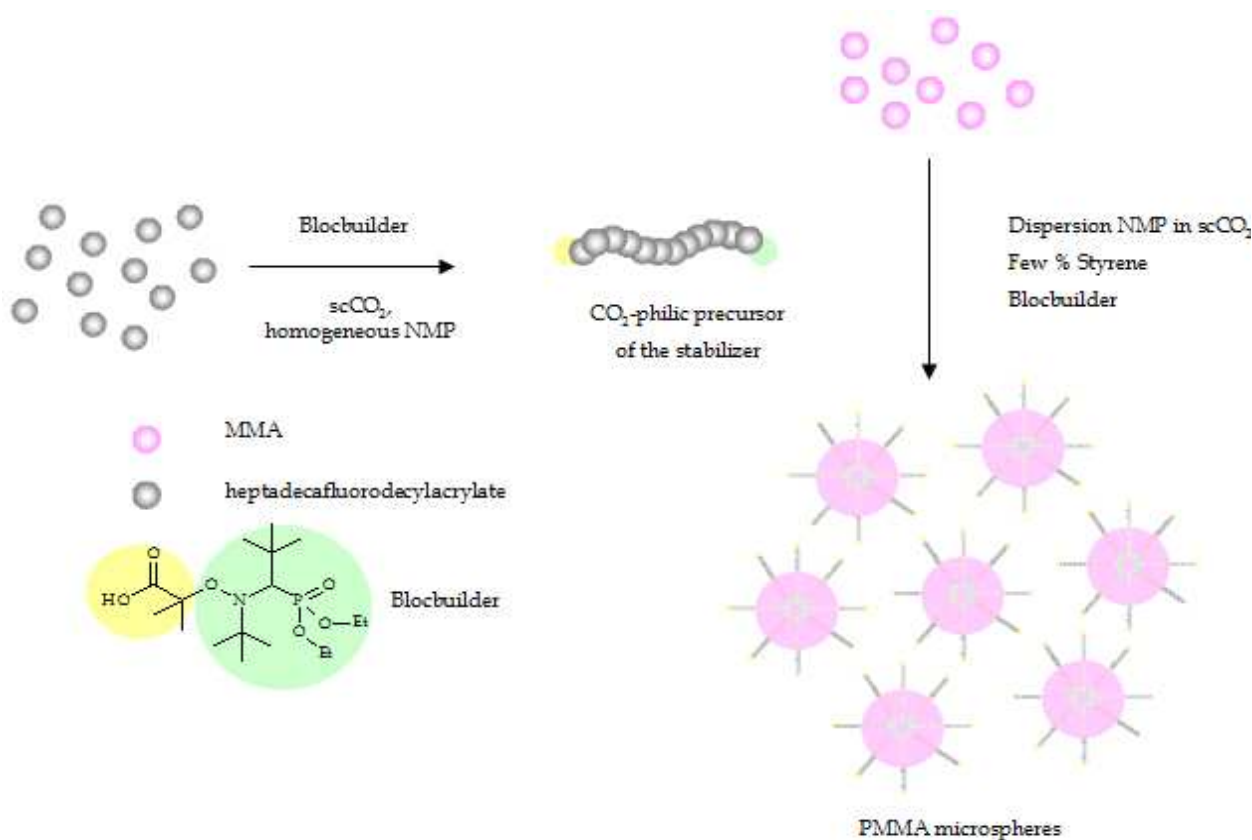 Blocbuilder
scCO₂,
homogeneous NMP
CO₂-philic precursor
of the stabilizer
Dispersion NMP in scCO₂
Few % Styrene
Blocbuilder
MMA
heptadecafluorodecylacrylate
O
HO
O
N
P
O
O
O
Et
Et
Blocbuilder
PMMA microspheres